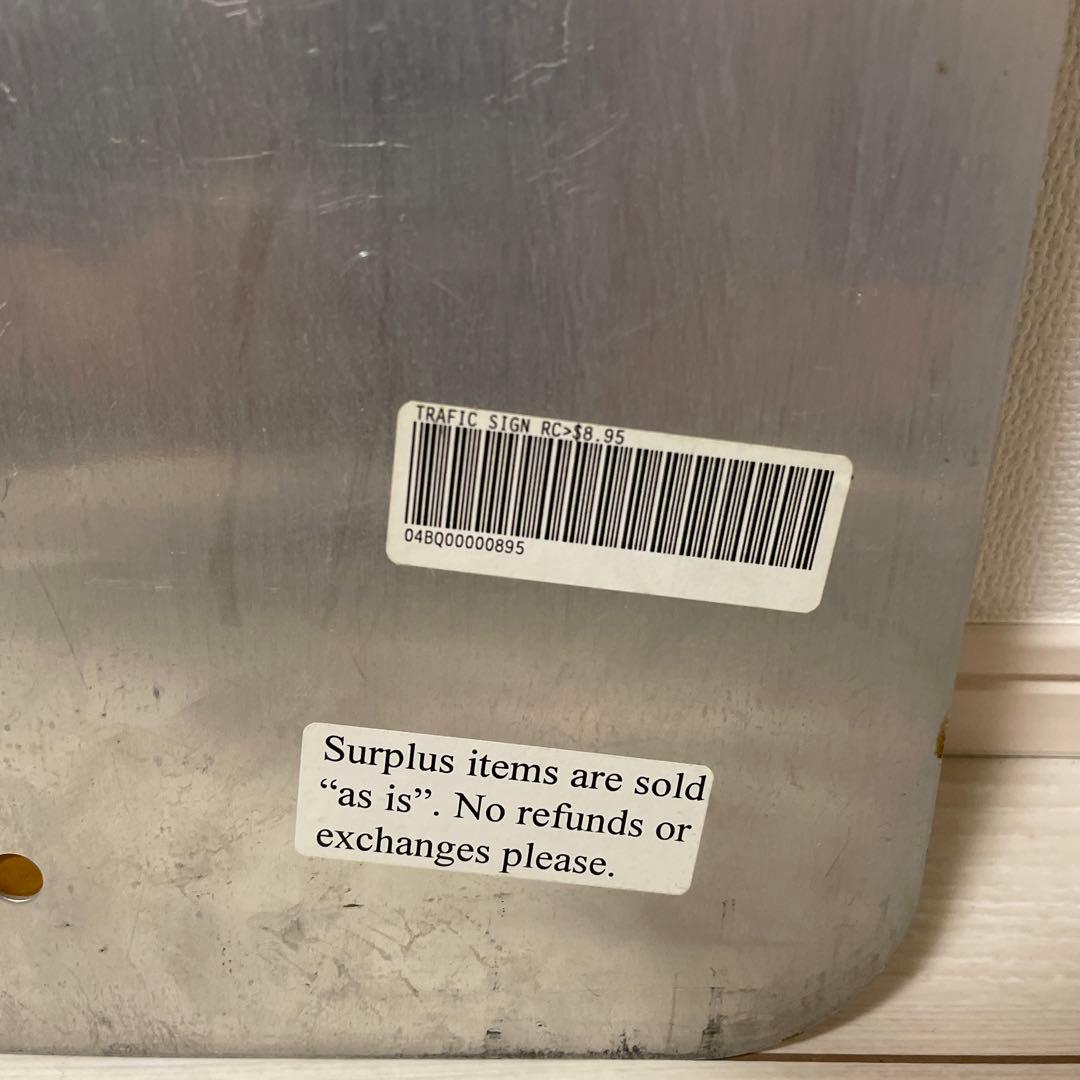 TRAFIC SIGN RC>$8.95
04BQ00000895
Surplus items are sold
“as is”. No refunds or
exchanges please.